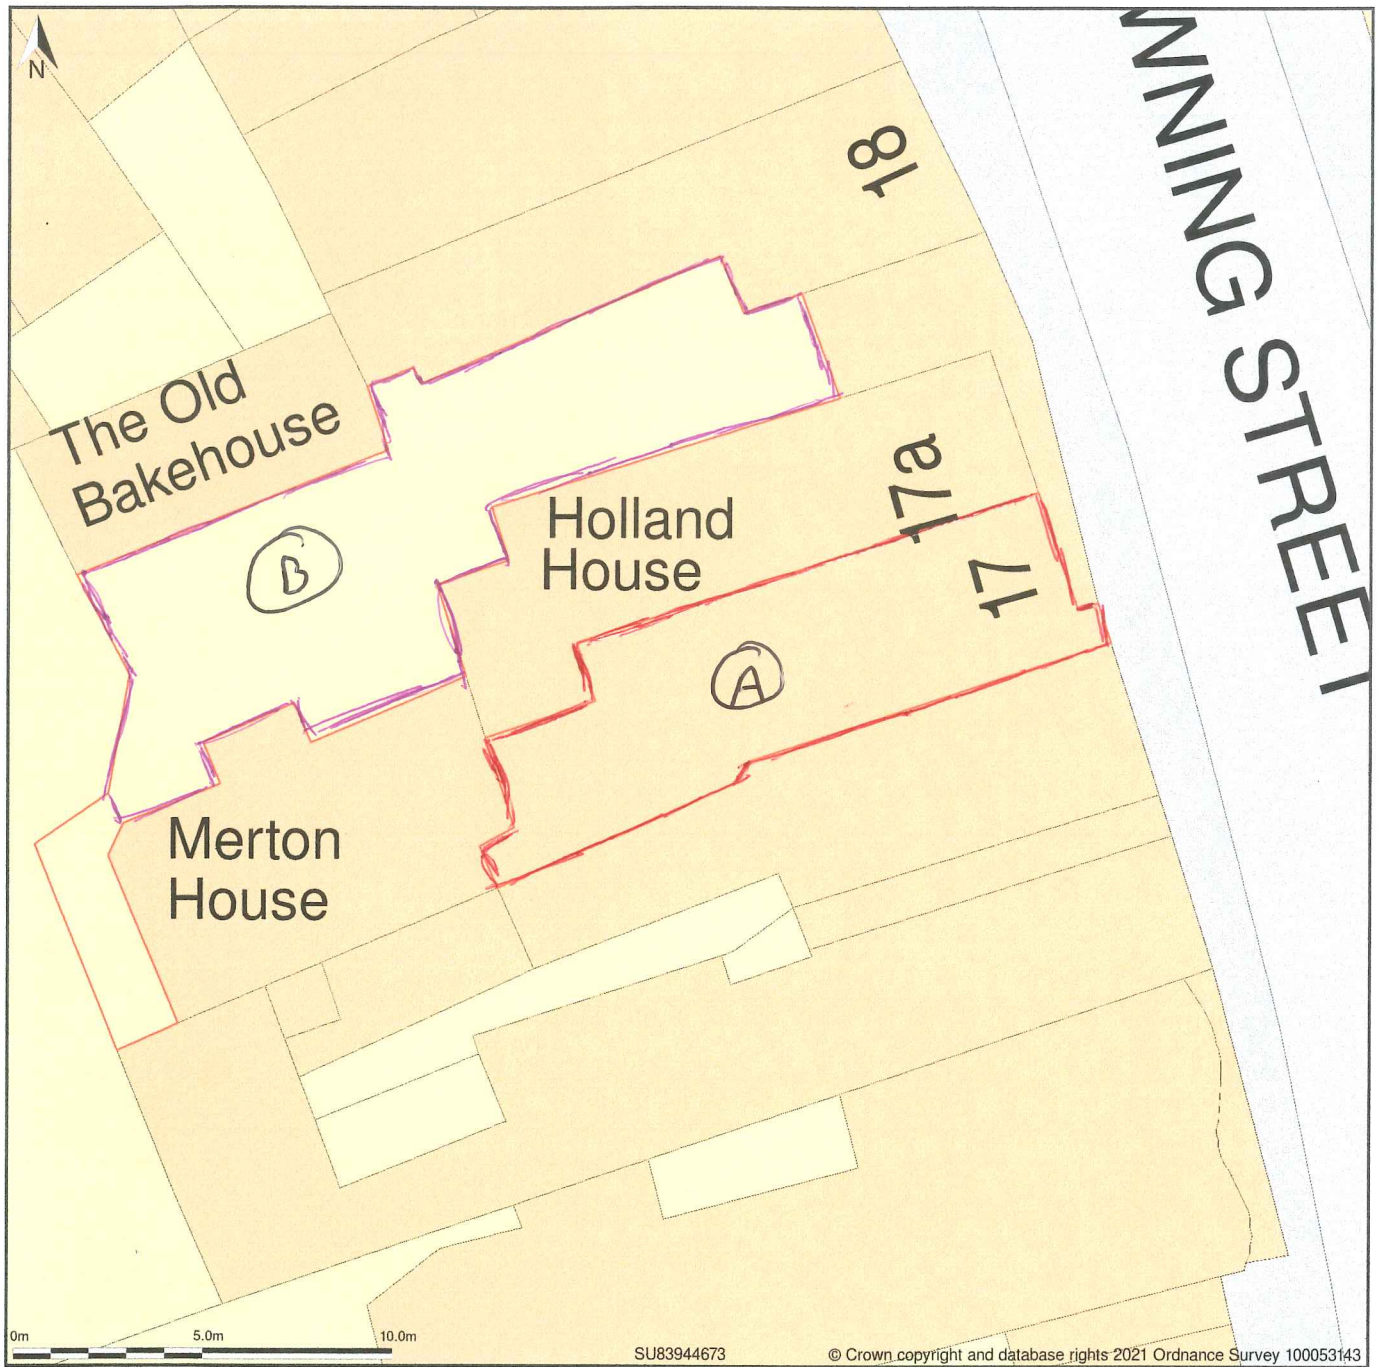 N
WNING STREET
18
The Old
Bakehouse
17a
Holland
House
17
B
A
Merton
House
0m
5.0m
10.0m
SU83944673
© Crown copyright and database rights 2021 Ordnance Survey 100053143